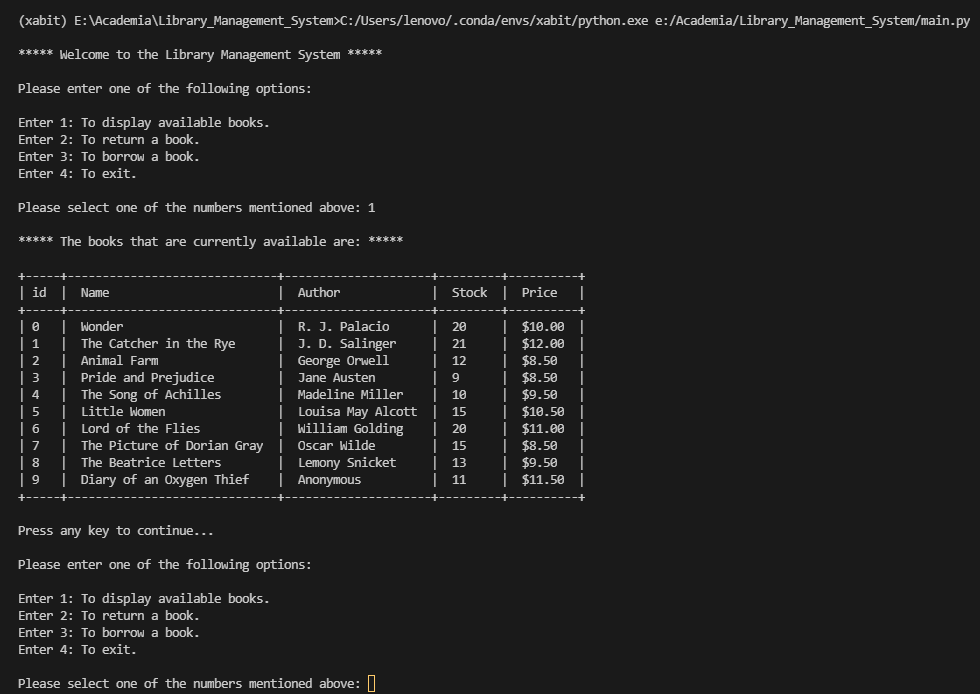 (xabit) E:\Academia\Library_Management_System>C:/Users/lenovo/.conda/envs/xabit/python.exe e:/Academia/Library_Management_System/main.py
***** Welcome to the Library Management System *****
Please enter one of the following options:
Enter 1: To display available books.
Enter 2: To return a book.
Enter 3: To borrow a book.
Enter 4: To exit.
Please select one of the numbers mentioned above: 1
***** The books that are currently available are: *****
+-----+------------------------------+---------------------+---------+----------+
| id  |  Name                        |  Author             |  Stock  |  Price   |
+-----+------------------------------+---------------------+---------+----------+
| 0   |  Wonder                      |  R. J. Palacio      |  20     |  $10.00  |
| 1   |  The Catcher in the Rye      |  J. D. Salinger     |  21     |  $12.00  |
| 2   |  Animal Farm                 |  George Orwell      |  12     |  $8.50   |
| 3   |  Pride and Prejudice         |  Jane Austen        |  9      |  $8.50   |
| 4   |  The Song of Achilles        |  Madeline Miller    |  10     |  $9.50   |
| 5   |  Little Women                |  Louisa May Alcott  |  15     |  $10.50  |
| 6   |  Lord of the Flies           |  William Golding    |  20     |  $11.00  |
| 7   |  The Picture of Dorian Gray  |  Oscar Wilde        |  15     |  $8.50   |
| 8   |  The Beatrice Letters        |  Lemony Snicket     |  13     |  $9.50   |
| 9   |  Diary of an Oxygen Thief    |  Anonymous          |  11     |  $11.50  |
+-----+------------------------------+---------------------+---------+----------+
Press any key to continue...
Please enter one of the following options:
Enter 1: To display available books.
Enter 2: To return a book.
Enter 3: To borrow a book.
Enter 4: To exit.
Please select one of the numbers mentioned above: